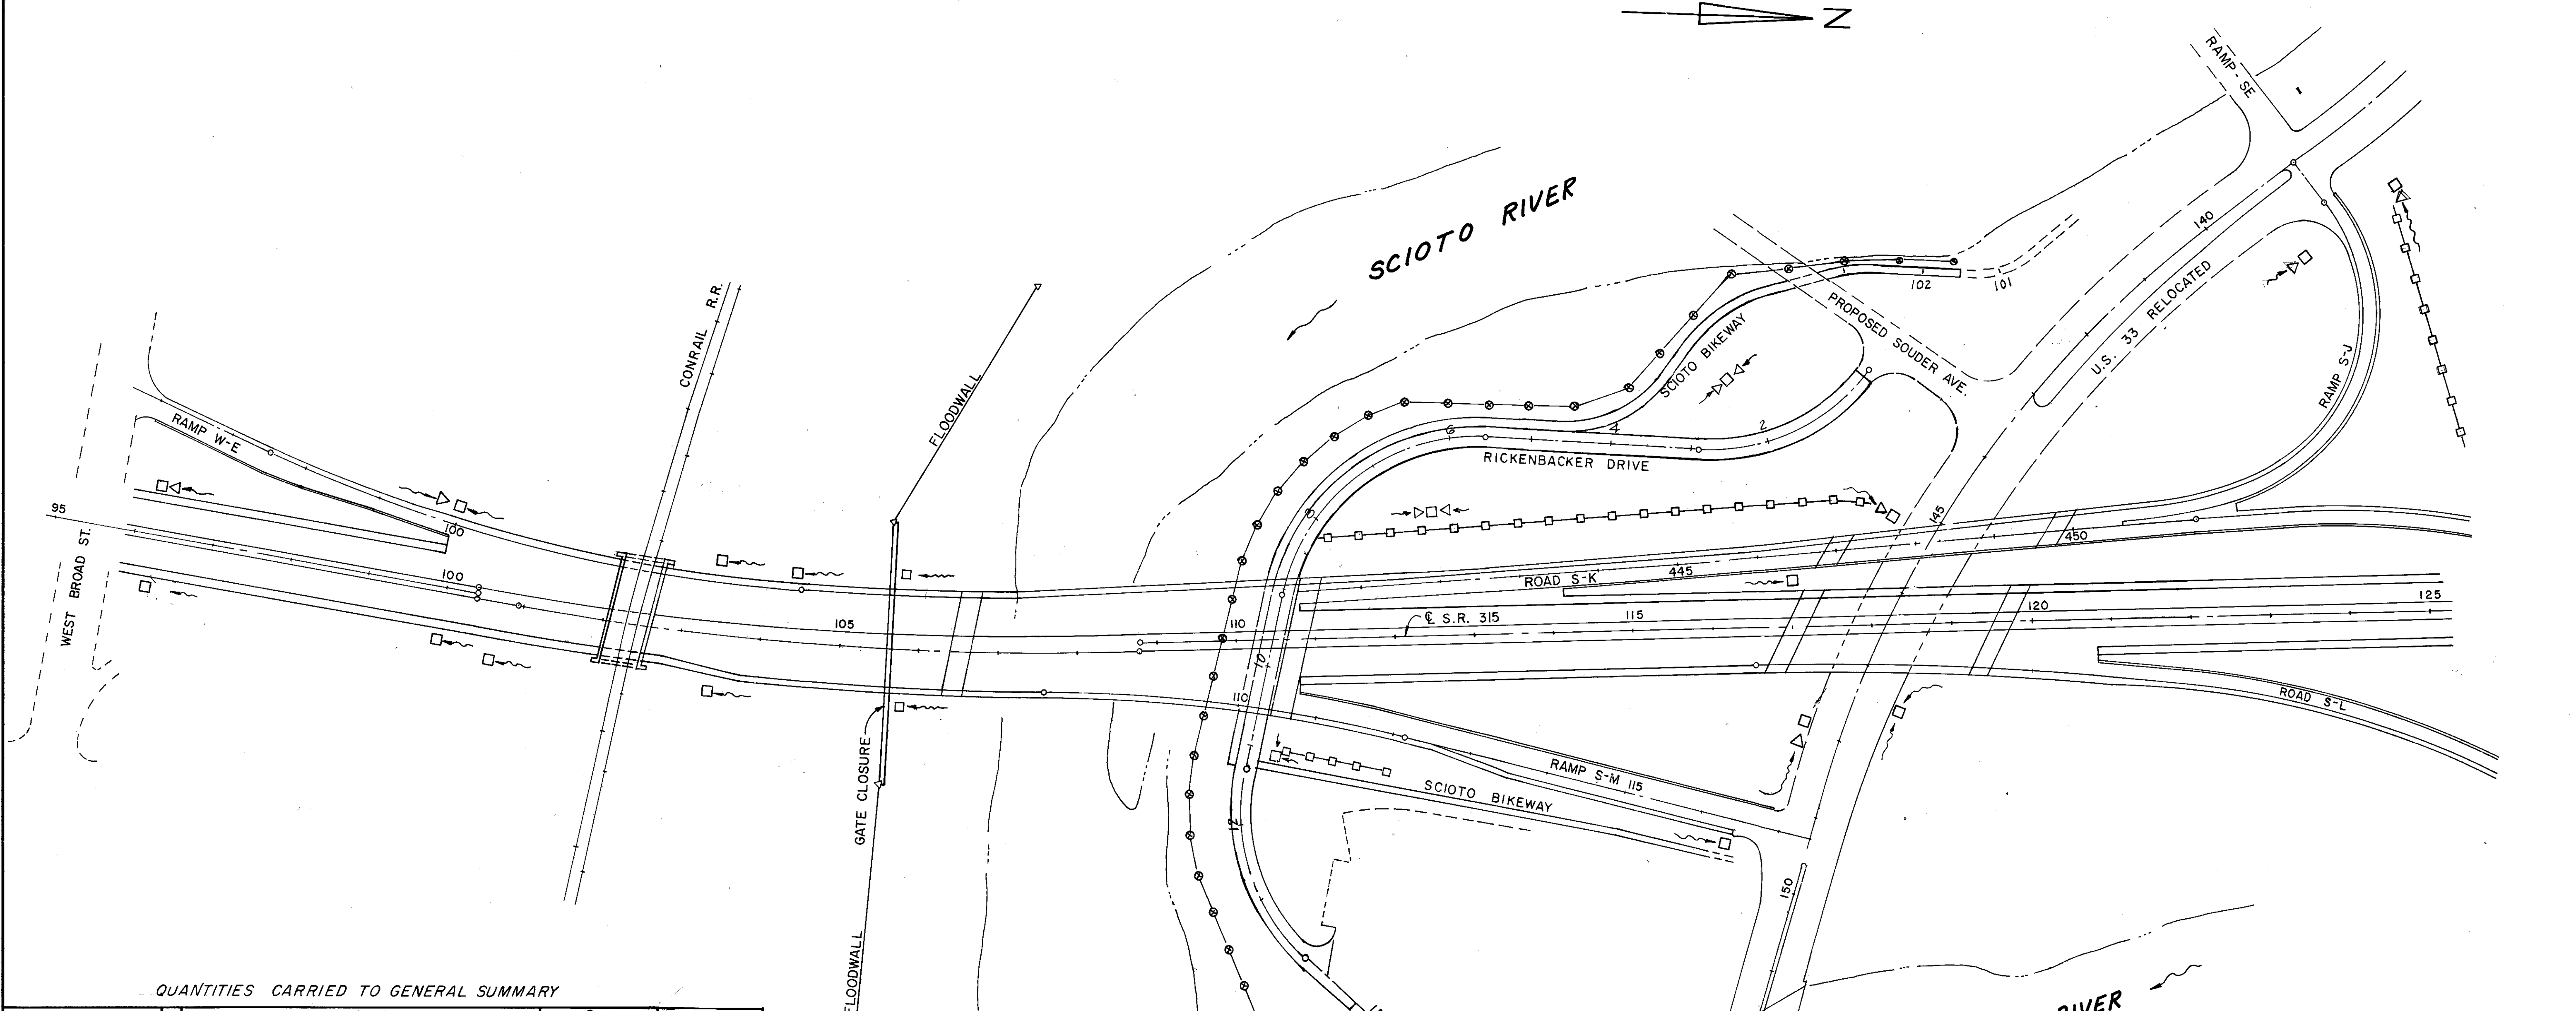 N
RAMP - SE
SCIOTO RIVER
140
102
101
U.S. 33 RELOCATED
PROPOSED SOUDER AVE.
SCIOTO BIKEWAY
RAMP S-J
CONRAIL R.R.
FLOODWALL
RAMP W-E
2
4
6
RICKENBACKER DRIVE
95
100
145
450
WEST BROAD ST.
100
445
ROAD S-K
105
110
℄ S.R. 315
115
120
125
10
110
ROAD S-L
GATE CLOSURE
RAMP S-M 115
SCIOTO BIKEWAY
12
150
FLOODWALL
QUANTITIES CARRIED TO GENERAL SUMMARY
RIVER